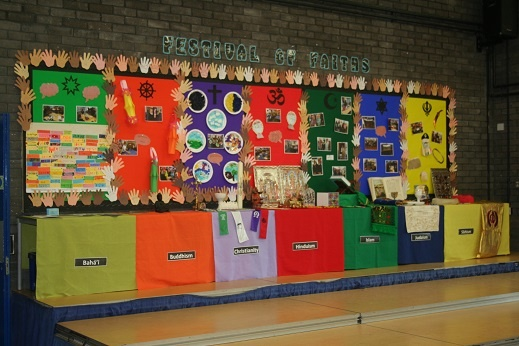 FESTIVAL OF FAITHS
Bahá'í
Buddhism
Christianity
Hinduism
Islam
Judaism
Sikhism